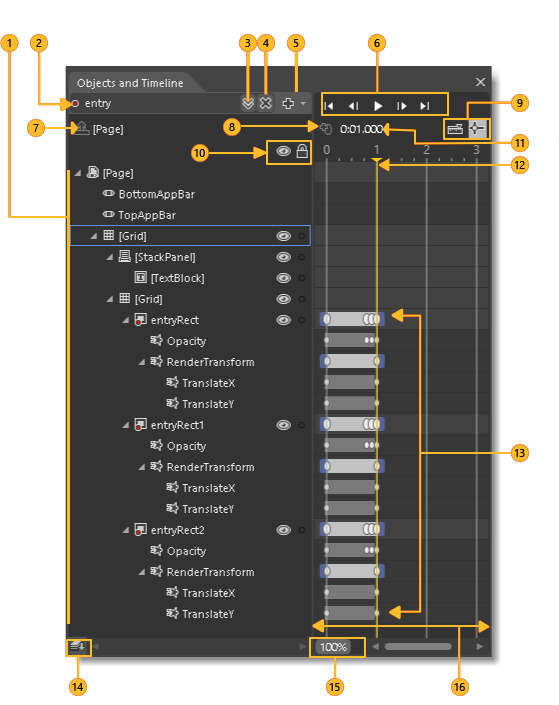 1 2 3 4 5 6
Objects and Timeline
entry
9
7 [Page] 8 0:01.000
11
10 0 1 2 3 12
[Page]
BottomAppBar
TopAppBar
[Grid]
[StackPanel]
[TextBlock]
[Grid]
entryRect
Opacity
RenderTransform
TranslateX
TranslateY
entryRect1
Opacity
13
RenderTransform
TranslateX
TranslateY
entryRect2
Opacity
RenderTransform
TranslateX
TranslateY
100%
14 15 16